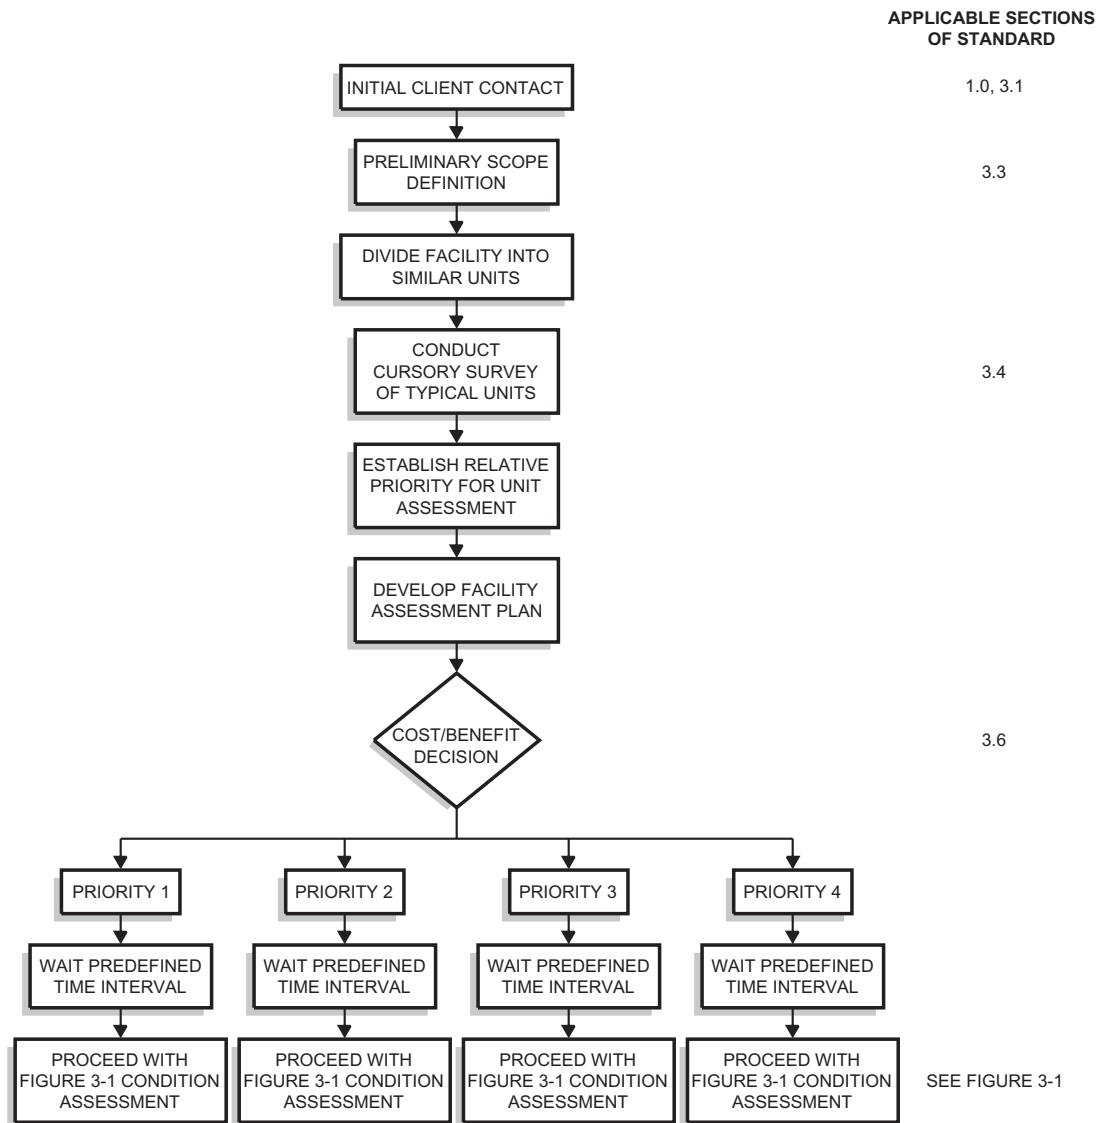 APPLICABLE SECTIONS
OF STANDARD
INITIAL CLIENT CONTACT
1.0, 3.1
PRELIMINARY SCOPE
DEFINITION
3.3
DIVIDE FACILITY INTO
SIMILAR UNITS
CONDUCT
CURSORY SURVEY
OF TYPICAL UNITS
3.4
ESTABLISH RELATIVE
PRIORITY FOR UNIT
ASSESSMENT
DEVELOP FACILITY
ASSESSMENT PLAN
COST/BENEFIT
DECISION
3.6
PRIORITY 1
PRIORITY 2
PRIORITY 3
PRIORITY 4
WAIT PREDEFINED
TIME INTERVAL
WAIT PREDEFINED
TIME INTERVAL
WAIT PREDEFINED
TIME INTERVAL
WAIT PREDEFINED
TIME INTERVAL
PROCEED WITH
FIGURE 3-1 CONDITION
ASSESSMENT
PROCEED WITH
FIGURE 3-1 CONDITION
ASSESSMENT
PROCEED WITH
FIGURE 3-1 CONDITION
ASSESSMENT
PROCEED WITH
FIGURE 3-1 CONDITION
ASSESSMENT
SEE FIGURE 3-1